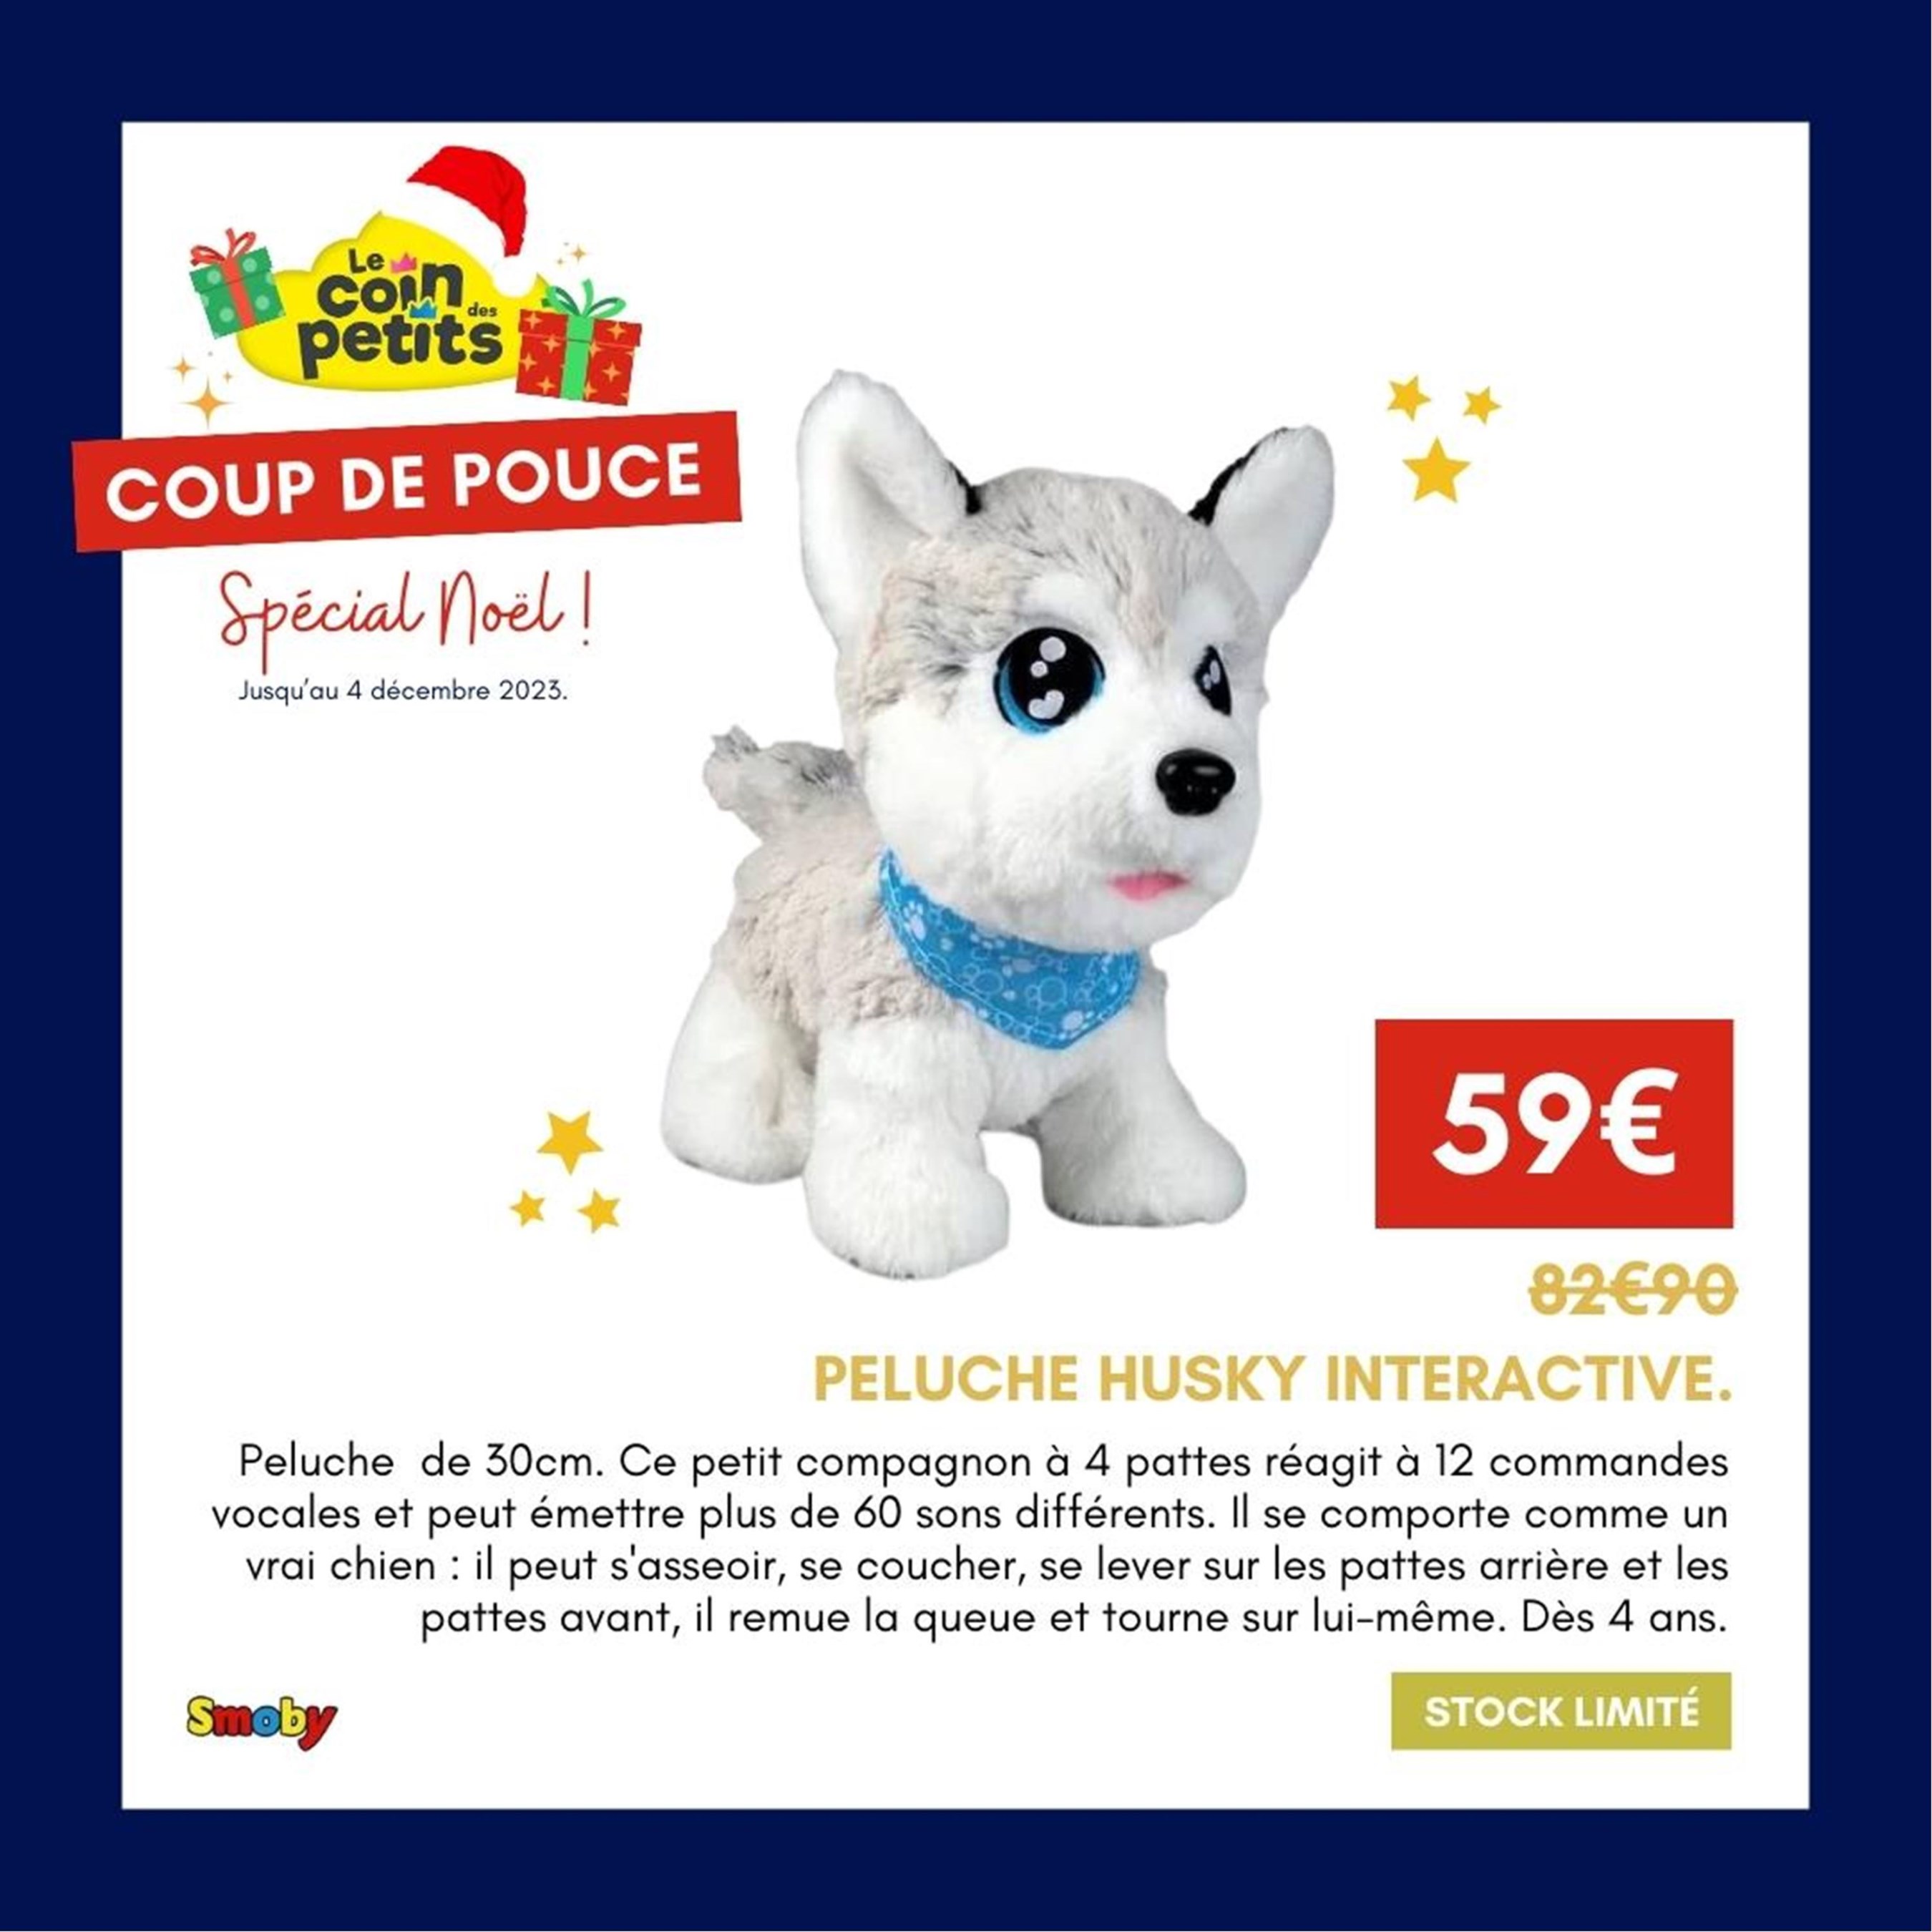 Le
coin des
petits
COUP DE POUCE
Spécial Noël !
Jusqu'au 4 décembre 2023.
59€
82€90
PELUCHE HUSKY INTERACTIVE.
Peluche de 30cm. Ce petit compagnon à 4 pattes réagit à 12 commandes
vocales et peut émettre plus de 60 sons différents. Il se comporte comme un
vrai chien : il peut s'asseoir, se coucher, se lever sur les pattes arrière et les
pattes avant, il remue la queue et tourne sur lui-même. Dès 4 ans.
Smoby
STOCK LIMITÉ